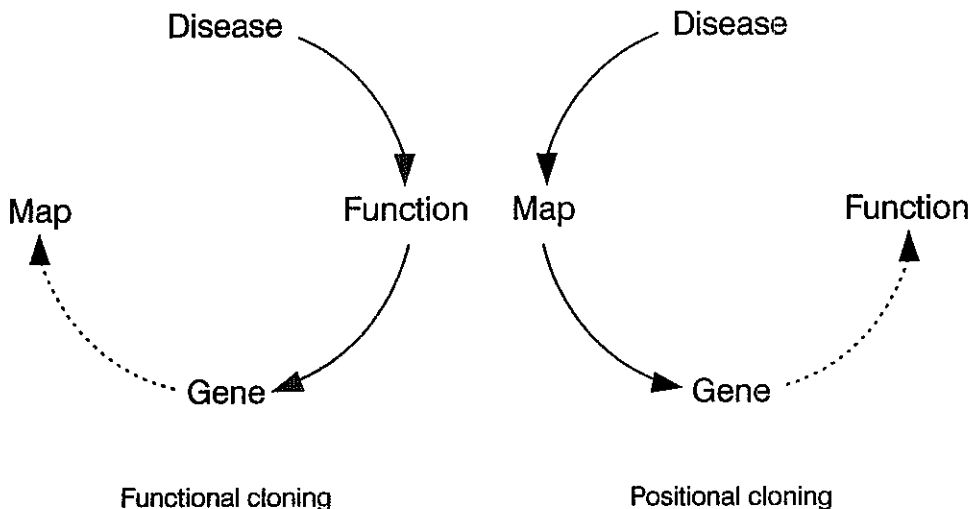 Disease
Function
Map
Gene
Functional cloning
Disease
Map
Function
Gene
Positional cloning